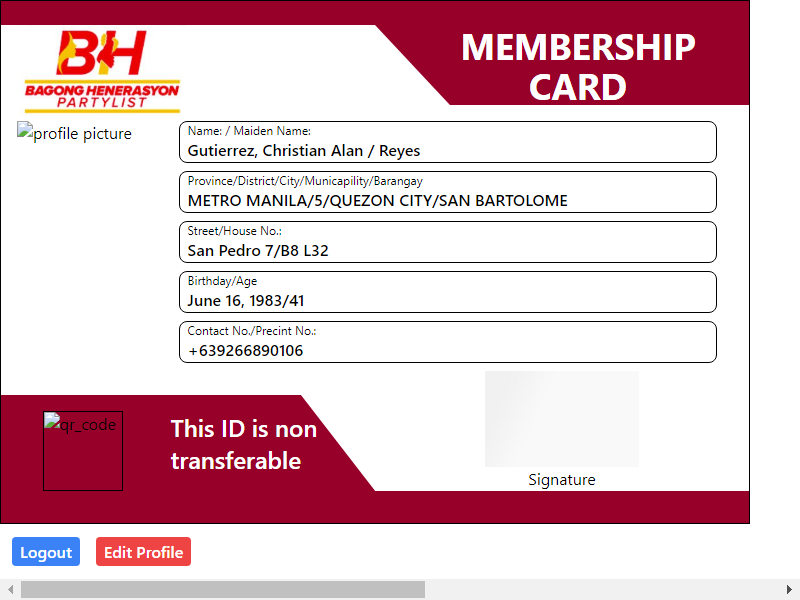 BH
BAGONG HENERASYON
PARTYLIST
MEMBERSHIP
CARD
profile picture
Name: / Maiden Name:
Gutierrez, Christian Alan / Reyes
Province/District/City/Municapility/Barangay
METRO MANILA/5/QUEZON CITY/SAN BARTOLOME
Street/House No.:
San Pedro 7/B8 L32
Birthday/Age
June 16, 1983/41
Contact No./Precint No.:
+639266890106
qr_code
This ID is non
transferable
Signature
Logout
Edit Profile